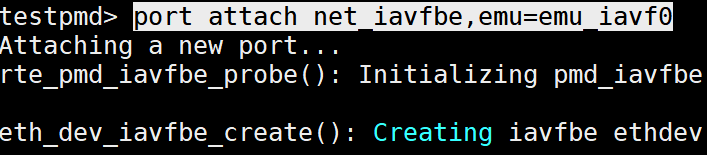 testpmd> port attach net_iavfbe,emu=emu_iavf0
Attaching a new port...
rte_pmd_iavfbe_probe(): Initializing pmd_iavfbe
eth_dev_iavfbe_create(): Creating iavfbe ethdev